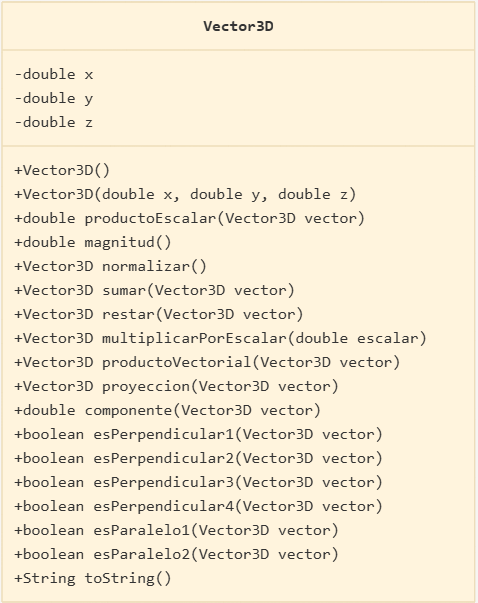 Vector3D
-double x
-double y
-double z
+Vector3D()
+Vector3D(double x, double y, double z)
+double productoEscalar(Vector3D vector)
+double magnitud()
+Vector3D normalizar()
+Vector3D sumar(Vector3D vector)
+Vector3D restar(Vector3D vector)
+Vector3D multiplicarPorEscalar(double escalar)
+Vector3D productoVectorial(Vector3D vector)
+Vector3D proyeccion(Vector3D vector)
+double componente(Vector3D vector)
+boolean esPerpendicular1(Vector3D vector)
+boolean esPerpendicular2(Vector3D vector)
+boolean esPerpendicular3(Vector3D vector)
+boolean esPerpendicular4(Vector3D vector)
+boolean esParalelo1(Vector3D vector)
+boolean esParalelo2(Vector3D vector)
+String toString()